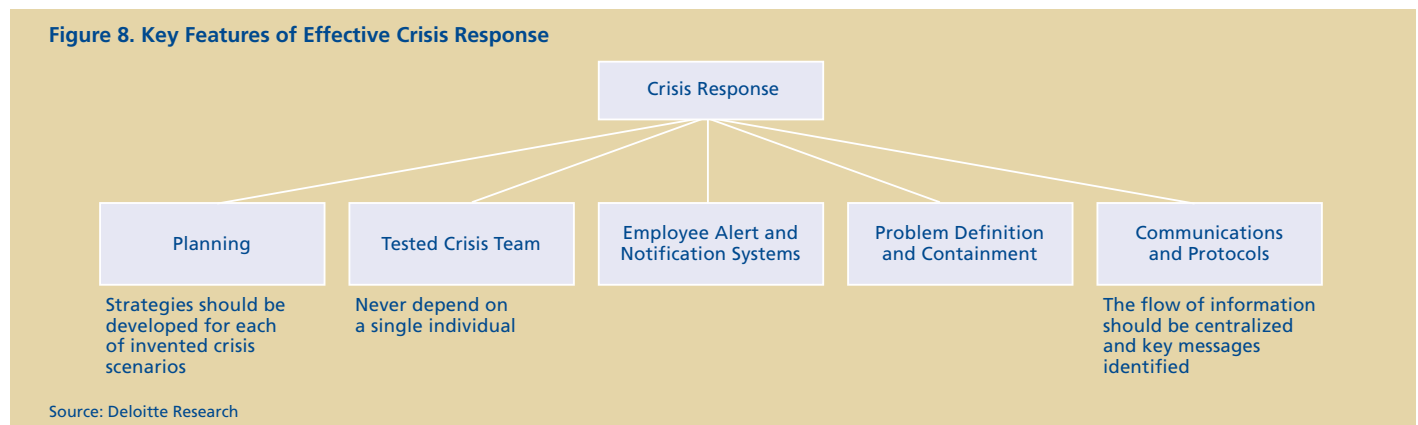 Figure 8. Key Features of Effective Crisis Response
Crisis Response
Planning
Strategies should be
developed for each
of invented crisis
scenarios
Tested Crisis Team
Never depend on
a single individual
Employee Alert and
Notification Systems
Problem Definition
and Containment
Communications
and Protocols
The flow of information
should be centralized
and key messages
identified
Source: Deloitte Research